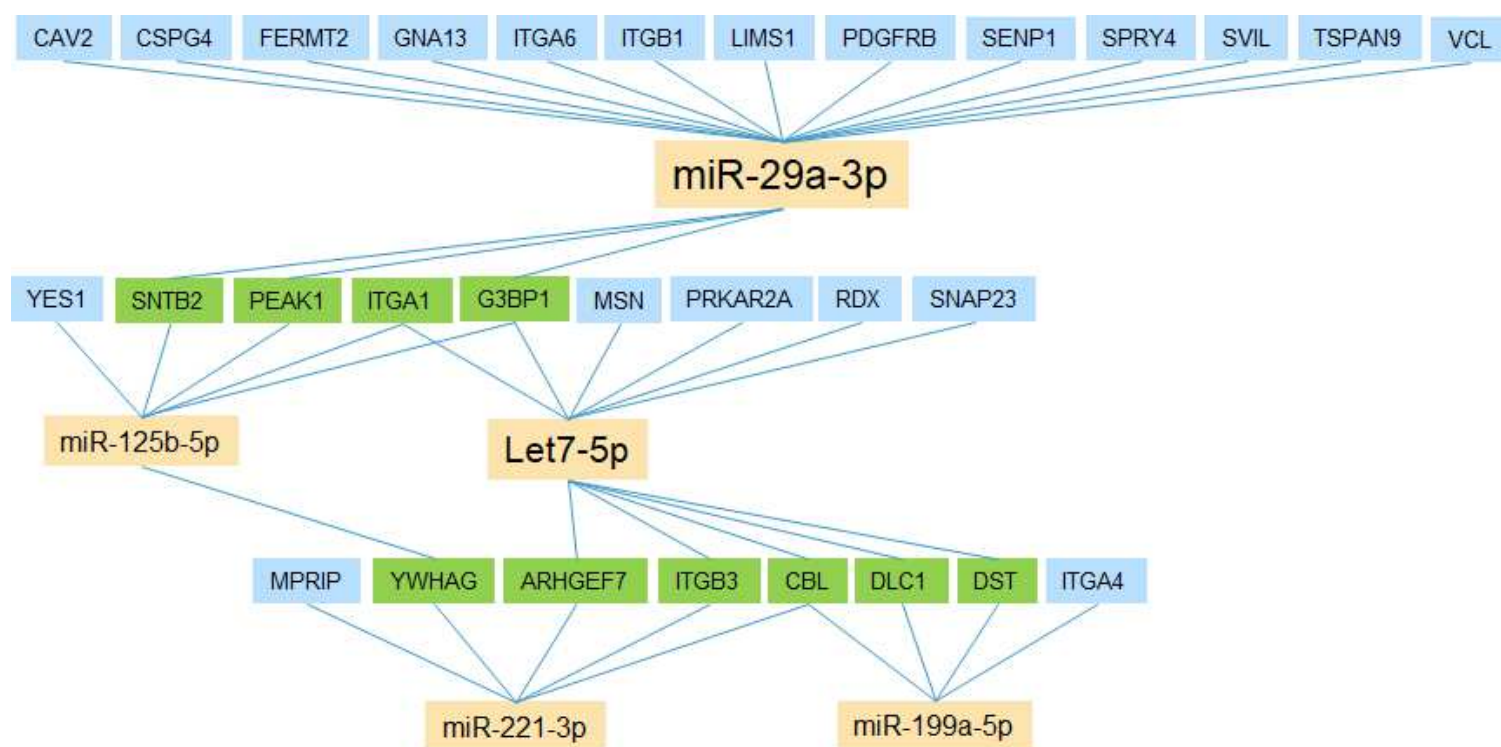 CAV2 CSPG4 FERMT2 GNA13 ITGA6 ITGB1 LIMS1 PDGFRB SENP1 SPRY4 SVIL TSPAN9 VCL
miR-29a-3p
YES1 SNTB2 PEAK1 ITGA1 G3BP1 MSN PRKAR2A RDX SNAP23
miR-125b-5p Let7-5p
MPRIP YWHAG ARHGEF7 ITGB3 CBL DLC1 DST ITGA4
miR-221-3p miR-199a-5p